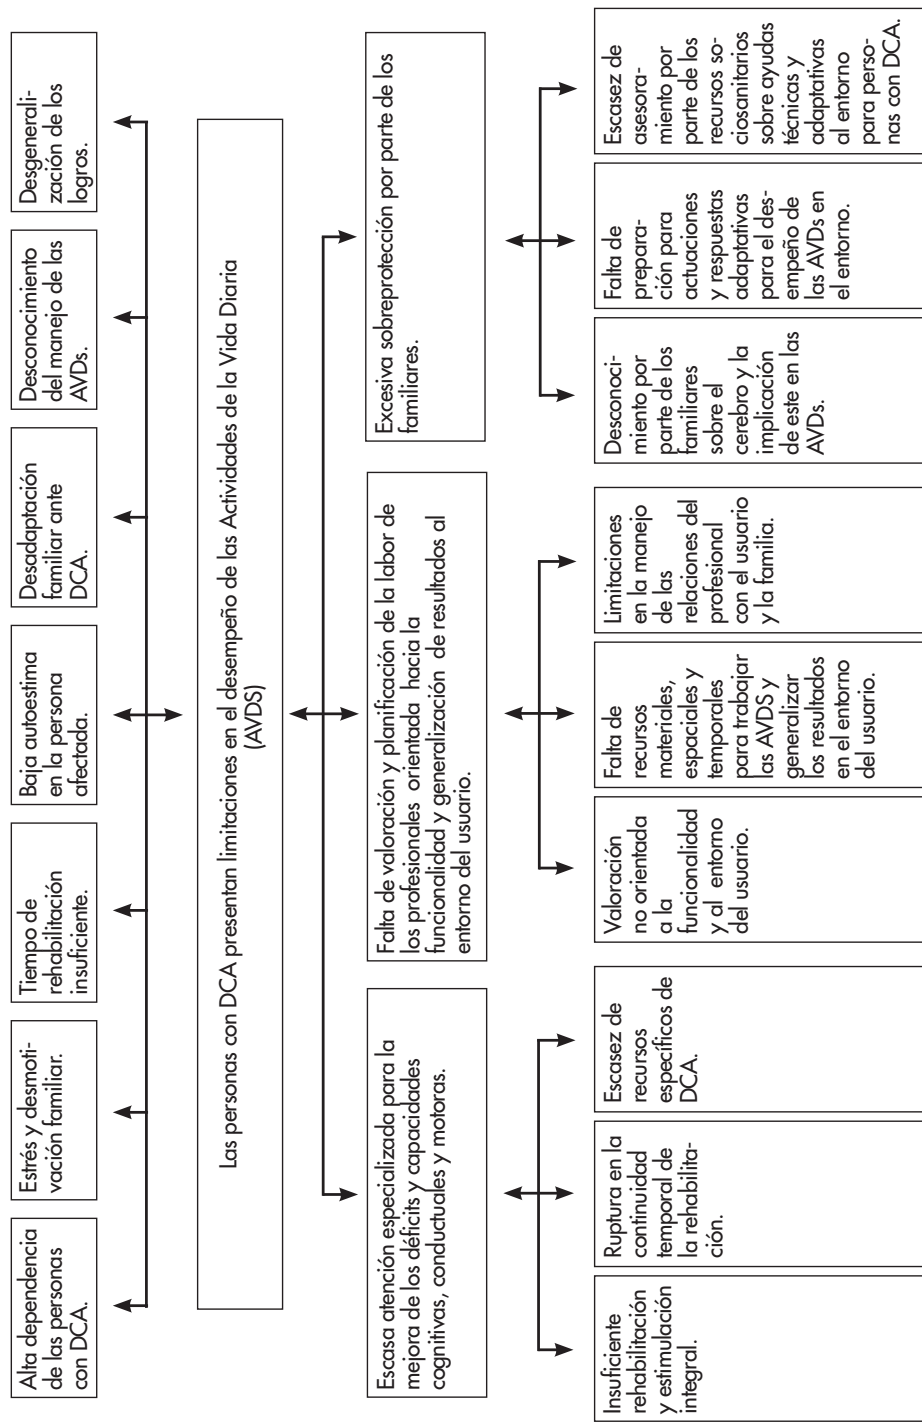 Alta dependencia
de las personas
con DCA.
Estrés y desmoti-
vación familiar.
Tiempo de
rehabilitación
insuficiente.
Baja autoestima
en la persona
afectada.
Desadaptación
familiar ante
DCA.
Desconocimiento
del manejo de las
AVDs.
Desgenerali-
zación de los
logros.
Las personas con DCA presentan limitaciones en el desempeño de las Actividades de la Vida Diaria
(AVDS)
Escasa atención especializada para la
mejora de los déficits y capacidades
cognitivas, conductuales y motoras.
Falta de valoración y planificación de la labor de
los profesionales orientada hacia la
funcionalidad y generalización de resultados al
entorno del usuario.
Excesiva sobreprotección por parte de los
familiares.
Insuficiente
rehabilitación
y estimulación
integral.
Ruptura en la
continuidad
temporal de
la rehabilita-
ción.
Escasez de
recursos
específicos de
DCA.
Valoración
no orientada
a la
funcionalidad
y al entorno
del usuario.
Falta de
recursos
materiales,
espaciales y
temporales
para trabajar
las AVDS y
generalizar
los resultados
en el entorno
del usuario.
Limitaciones
en la manejo
de las
relaciones del
profesional
con el usuario
y la familia.
Desconoci-
miento por
parte de los
familiares
sobre el
cerebro y la
implicación
de este en las
AVDs.
Falta de
prepara-
ción para
actuaciones
y respuestas
adaptativas
para el des-
empeño de
las AVDs en
el entorno.
Escasez de
asesora-
miento por
parte de los
recursos so-
ciosanitarios
sobre ayudas
técnicas y
adaptativas
al entorno
para perso-
nas con DCA.